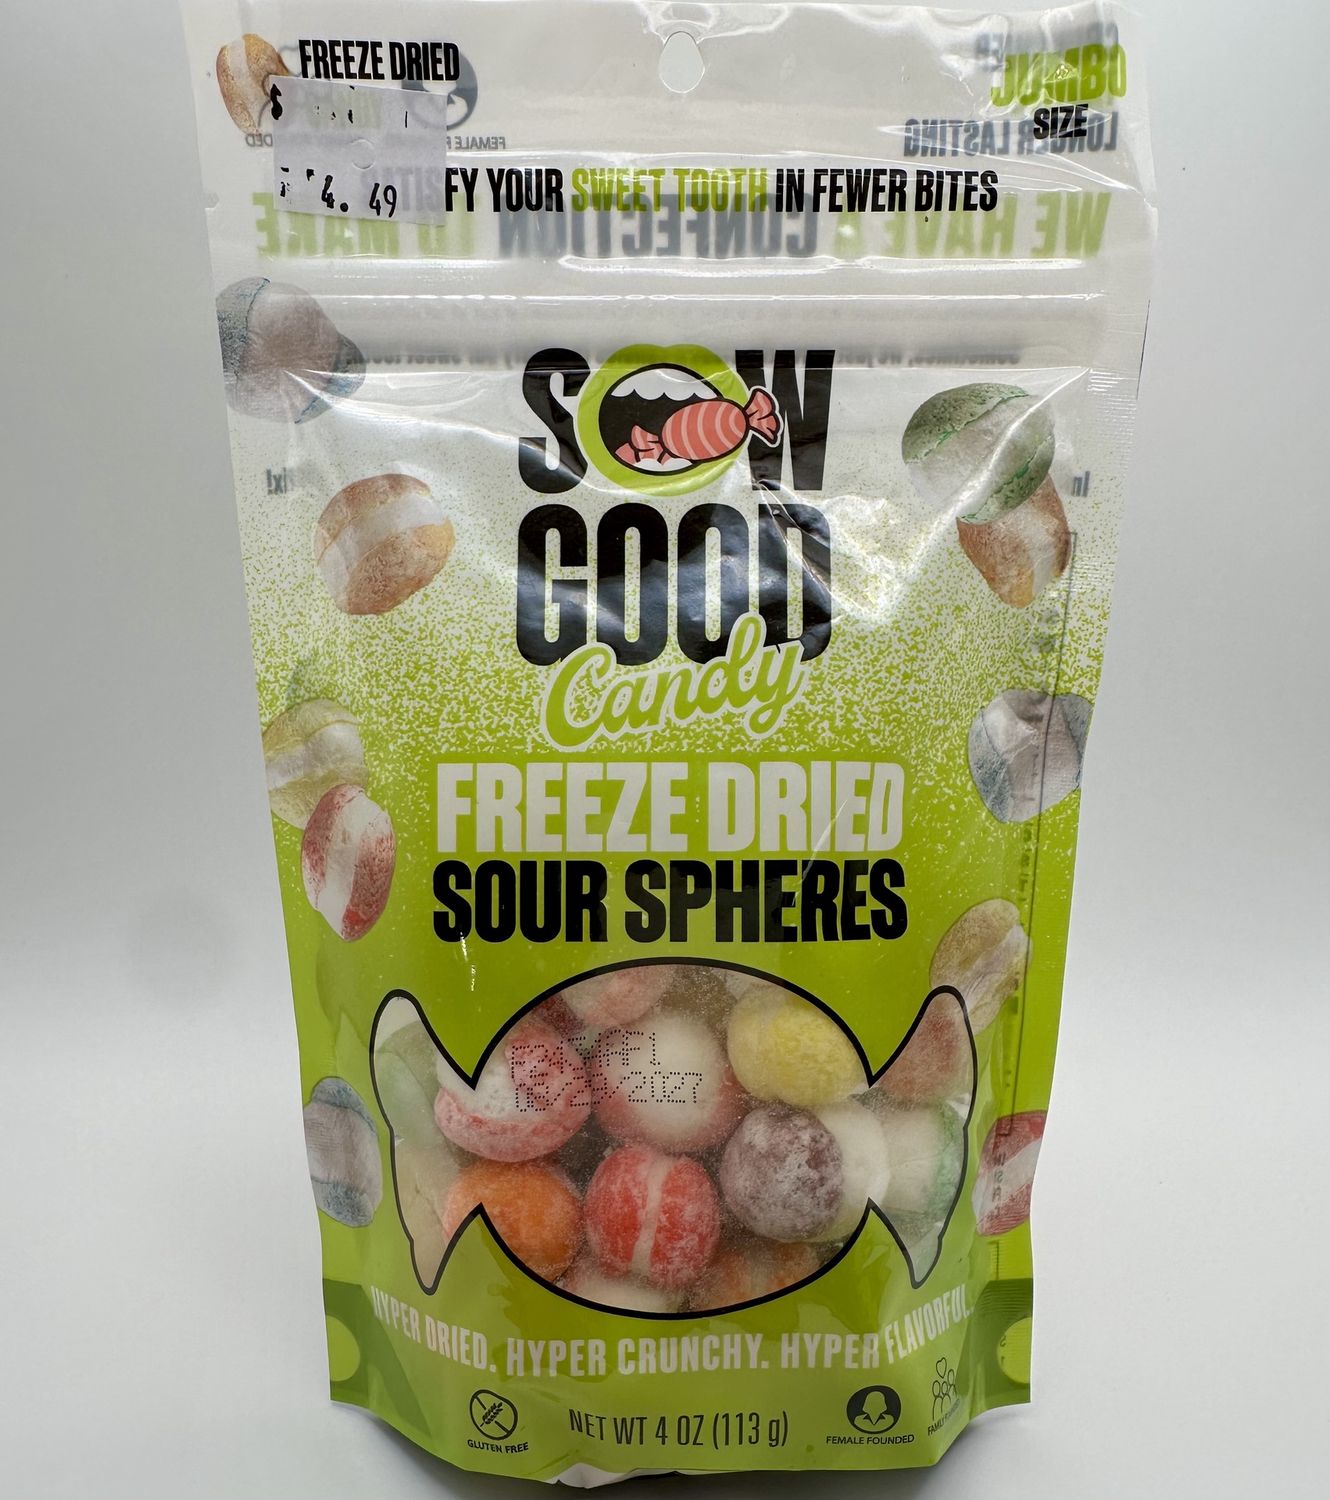 FREEZE DRIED
SIZE
4.49
FY YOUR SWEET TOOTH IN FEWER BITES
SOW
GOOD
Candy
FREEZE DRIED
SOUR SPHERES
2027
HYPER DRIED. HYPER CRUNCHY. HYPER FLAVORFUL.
GLUTEN FREE
NET WT 4 OZ (113 g)
FEMALE FOUNDED